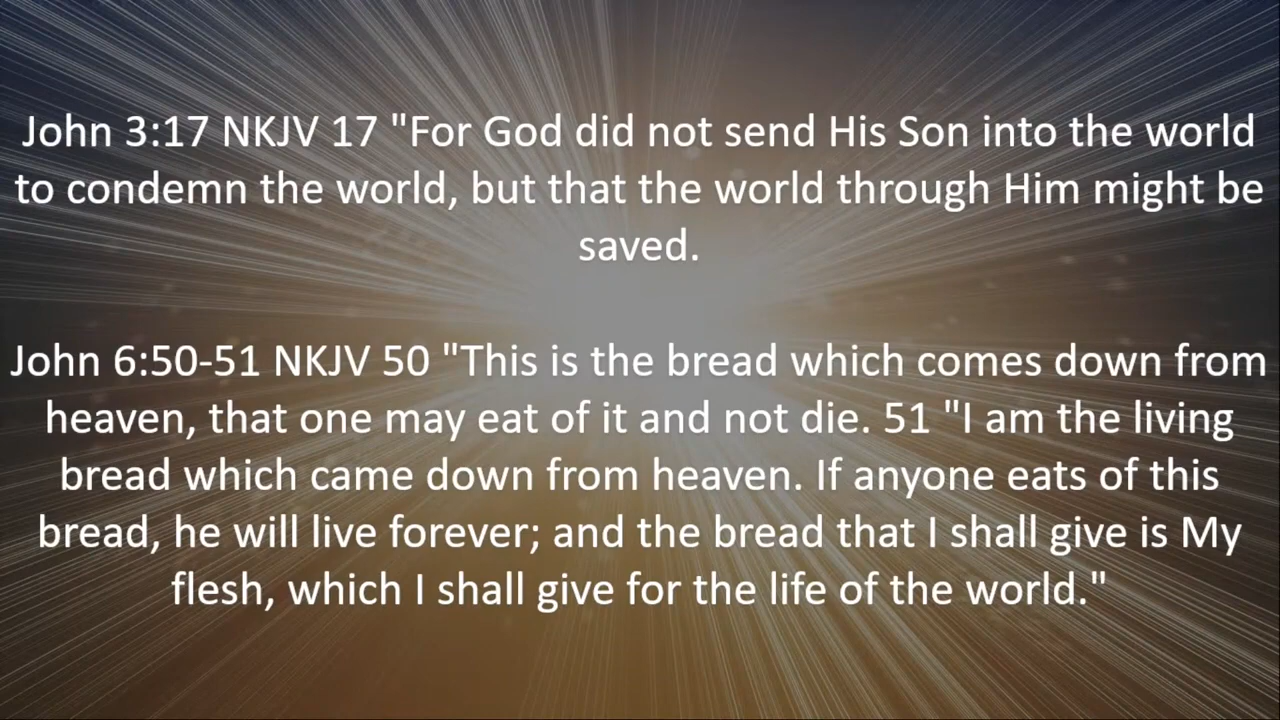 John 3:17 NKJV 17 "For God did not send His Son into the world
to condemn the world, but that the world through Him might be
saved.
John 6:50-51 NKJV 50 "This is the bread which comes down from
heaven, that one may eat of it and not die. 51 "I am the living
bread which came down from heaven. If anyone eats of this
bread, he will live forever; and the bread that I shall give is My
flesh, which I shall give for the life of the world."